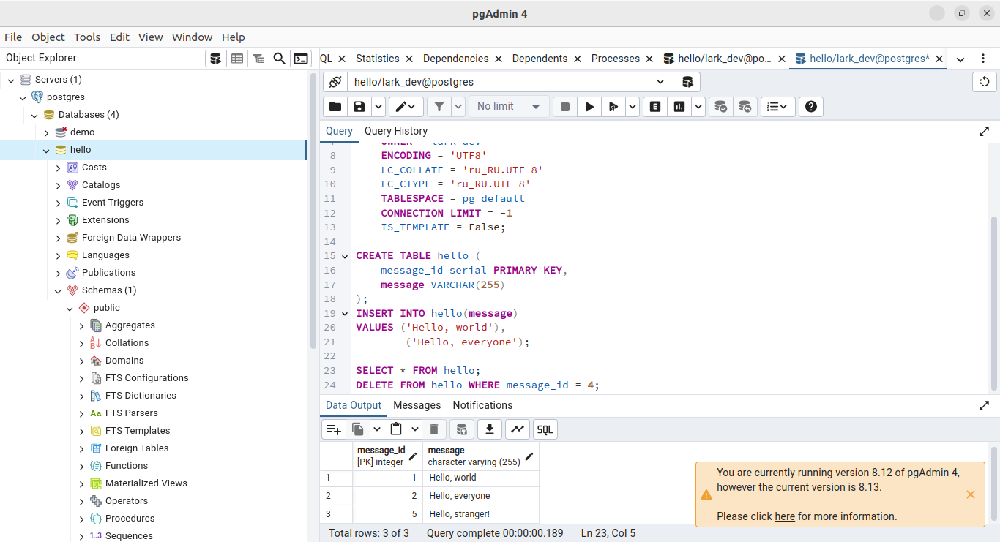 pgAdmin 4
File Object Tools Edit View Window Help
Object Explorer
QL Statistics Dependencies Dependents Processes hello/lark_dev@po... hello/lark_dev@postgres*
Servers (1)
postgres
Databases (4)
demo
hello
Casts
Catalogs
Event Triggers
Extensions
Foreign Data Wrappers
Languages
Publications
Schemas (1)
public
Aggregates
Collations
Domains
FTS Configurations
FTS Dictionaries
Aa FTS Parsers
FTS Templates
Foreign Tables
Functions
Materialized Views
Operators
Procedures
1..3 Sequences
hello/lark_dev@postgres
No limit
E
Query Query History
8 ENCODING = 'UTF8'
9 LC_COLLATE = 'ru_RU.UTF-8'
10 LC_CTYPE = 'ru_RU.UTF-8'
11 TABLESPACE = pg_default
12 CONNECTION LIMIT = -1
13 IS_TEMPLATE = False;
14
15 CREATE TABLE hello (
16 message_id serial PRIMARY KEY,
17 message VARCHAR(255)
18 );
19 INSERT INTO hello(message)
20 VALUES ('Hello, world'),
21 ('Hello, everyone');
22
23 SELECT * FROM hello;
24 DELETE FROM hello WHERE message_id = 4;
Data Output Messages Notifications
SQL
message_id message
[PK] integer character varying (255)
1 1 Hello, world
2 2 Hello, everyone
3 5 Hello, stranger!
Total rows: 3 of 3 Query complete 00:00:00.189 Ln 23, Col 5
You are currently running version 8.12 of pgAdmin 4,
however the current version is 8.13.
Please click here for more information.